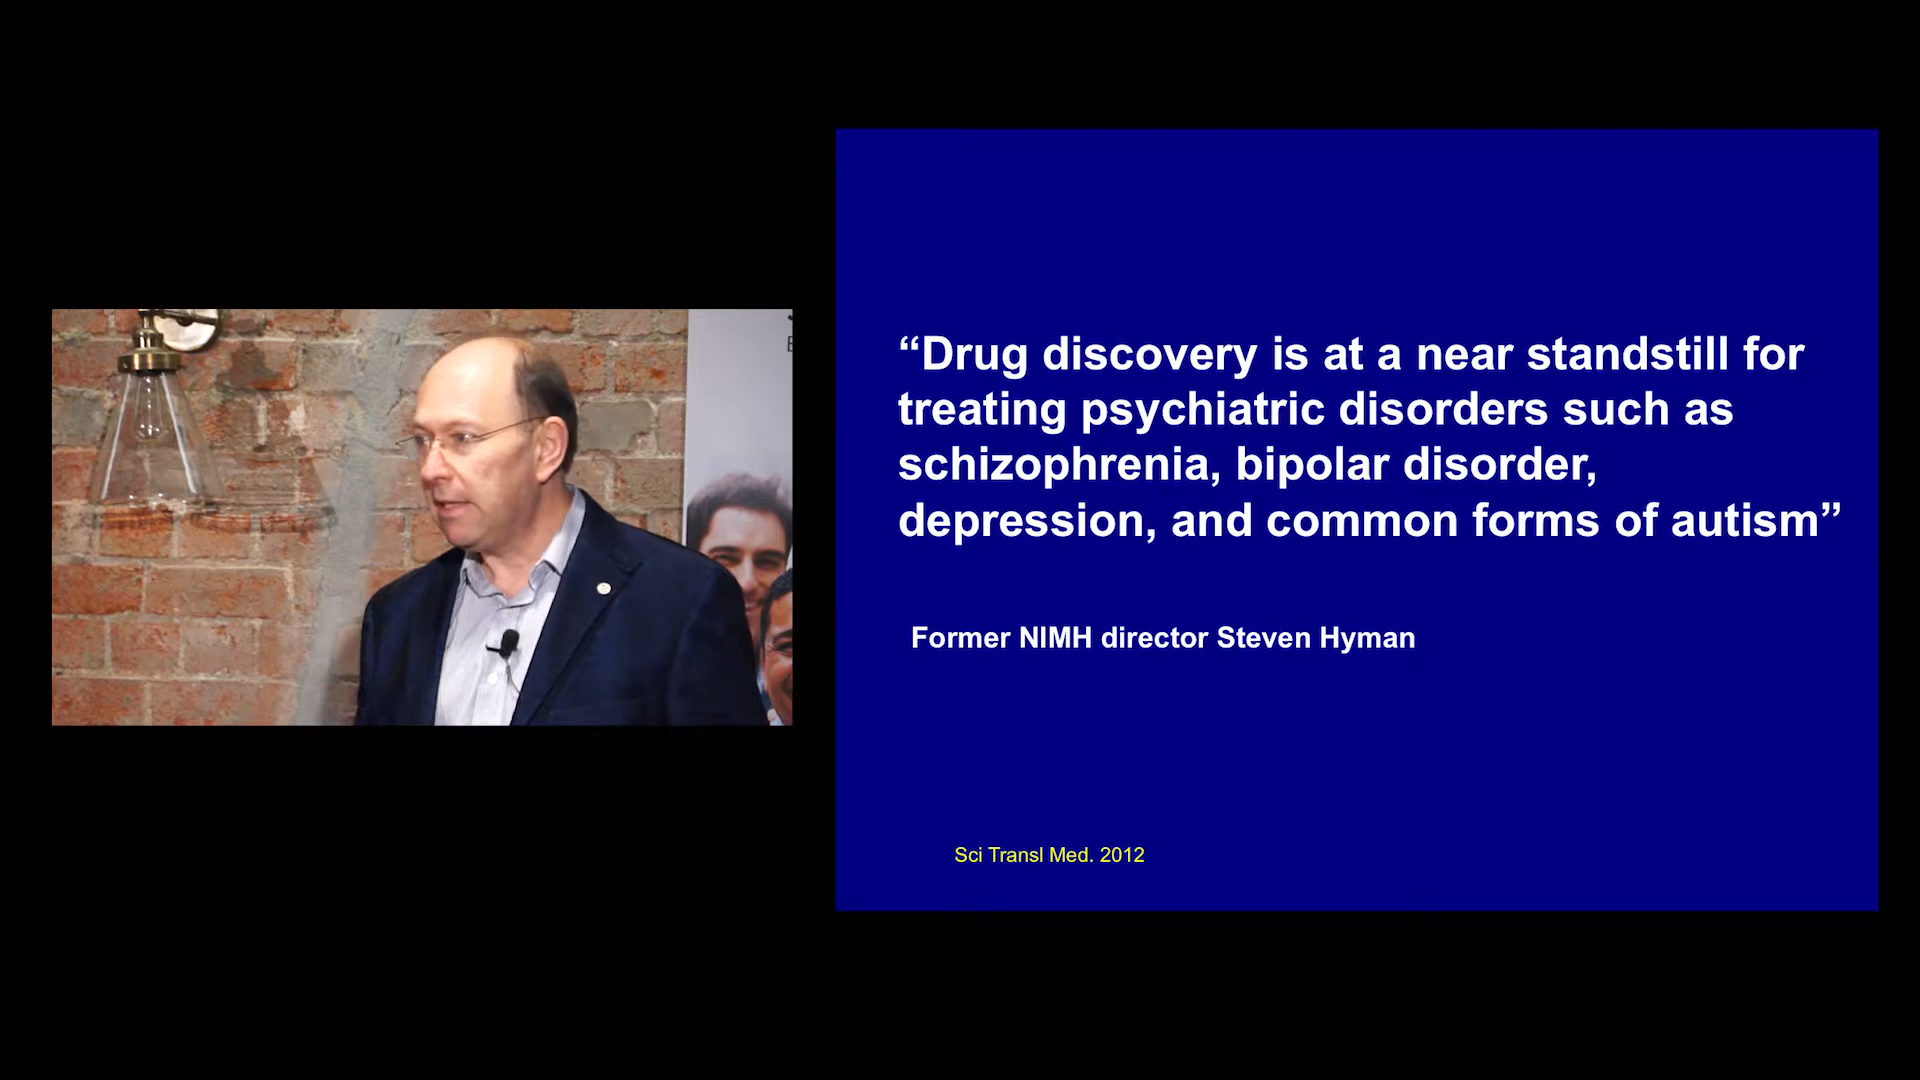 “Drug discovery is at a near standstill for
treating psychiatric disorders such as
schizophrenia, bipolar disorder,
depression, and common forms of autism”
Former NIMH director Steven Hyman
Sci Transl Med. 2012